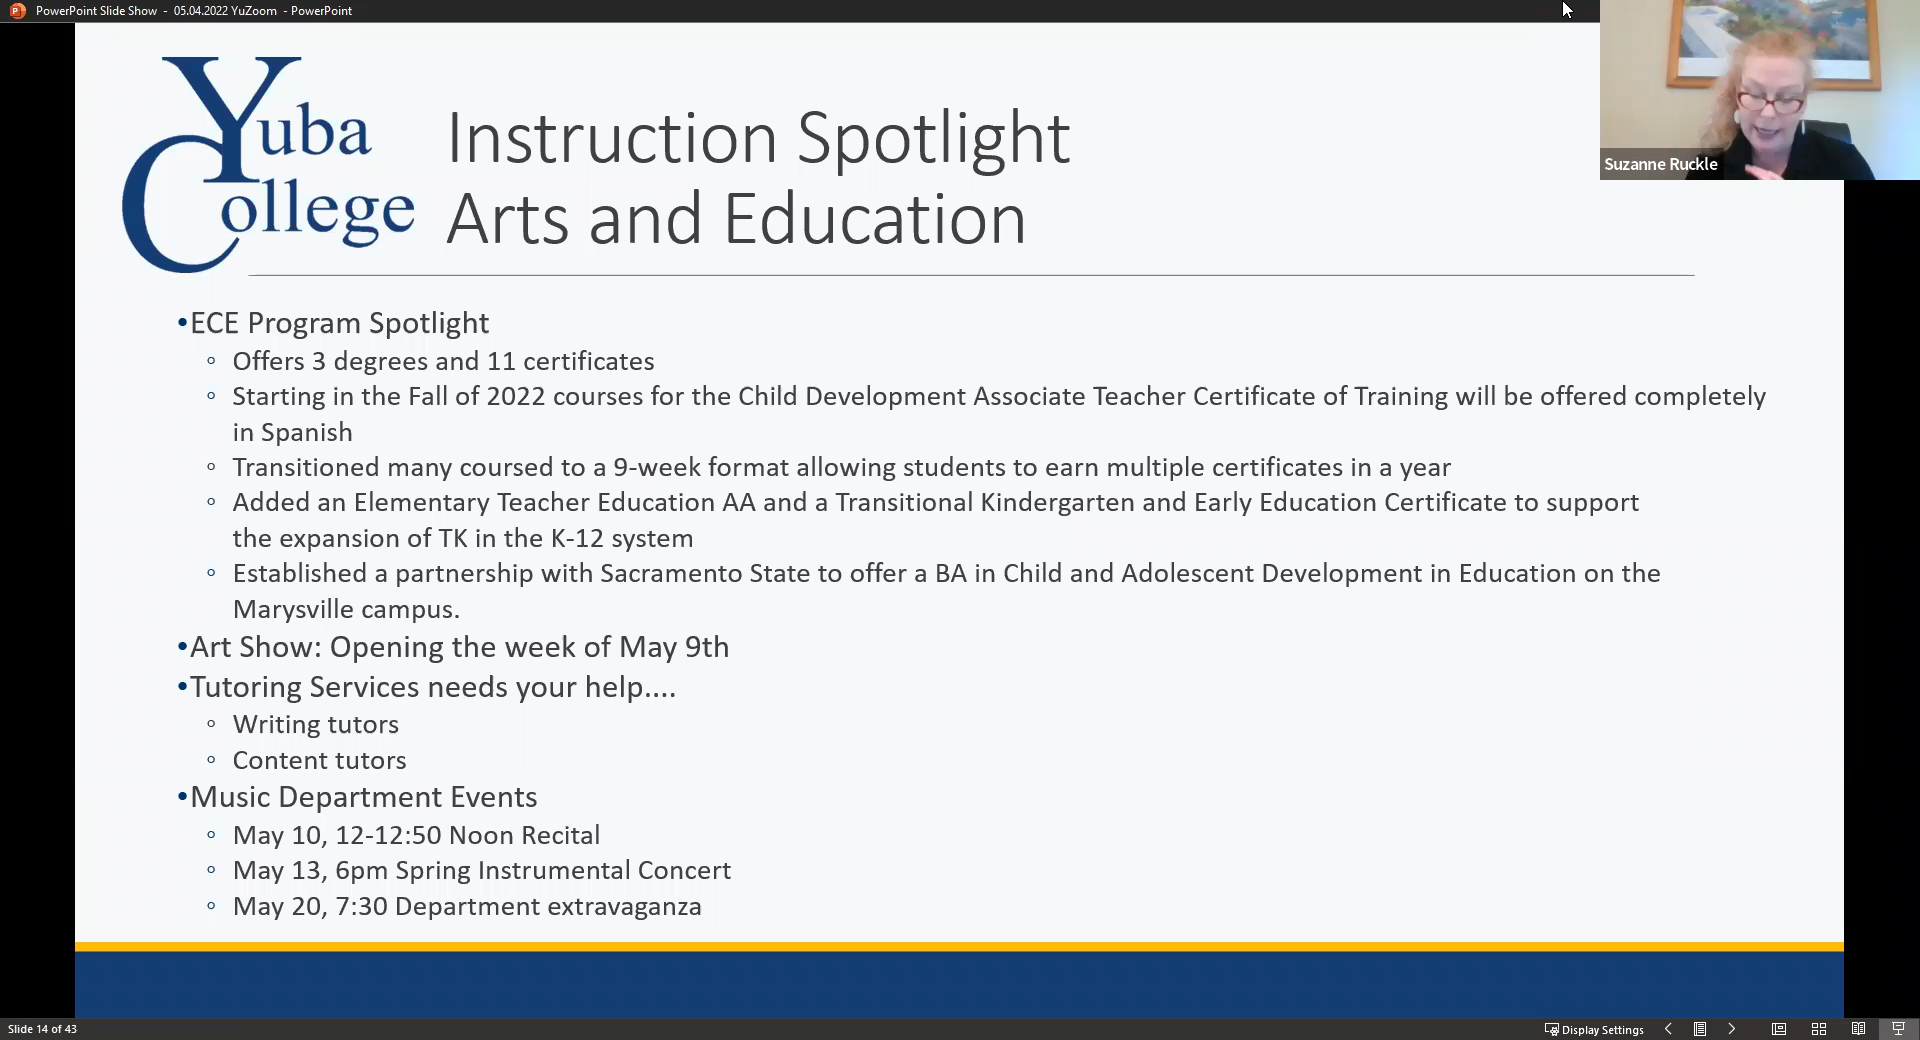 PowerPoint Slide Show - 05.04.2022 YuZoom - PowerPoint
Yuba
College
Instruction Spotlight
Arts and Education
Suzanne Ruckle
•ECE Program Spotlight
◦ Offers 3 degrees and 11 certificates
◦ Starting in the Fall of 2022 courses for the Child Development Associate Teacher Certificate of Training will be offered completely
in Spanish
◦ Transitioned many coursed to a 9-week format allowing students to earn multiple certificates in a year
◦ Added an Elementary Teacher Education AA and a Transitional Kindergarten and Early Education Certificate to support
the expansion of TK in the K-12 system
◦ Established a partnership with Sacramento State to offer a BA in Child and Adolescent Development in Education on the
Marysville campus.
•Art Show: Opening the week of May 9th
•Tutoring Services needs your help....
◦ Writing tutors
◦ Content tutors
•Music Department Events
◦ May 10, 12-12:50 Noon Recital
◦ May 13, 6pm Spring Instrumental Concert
◦ May 20, 7:30 Department extravaganza
Slide 14 of 43
Display Settings